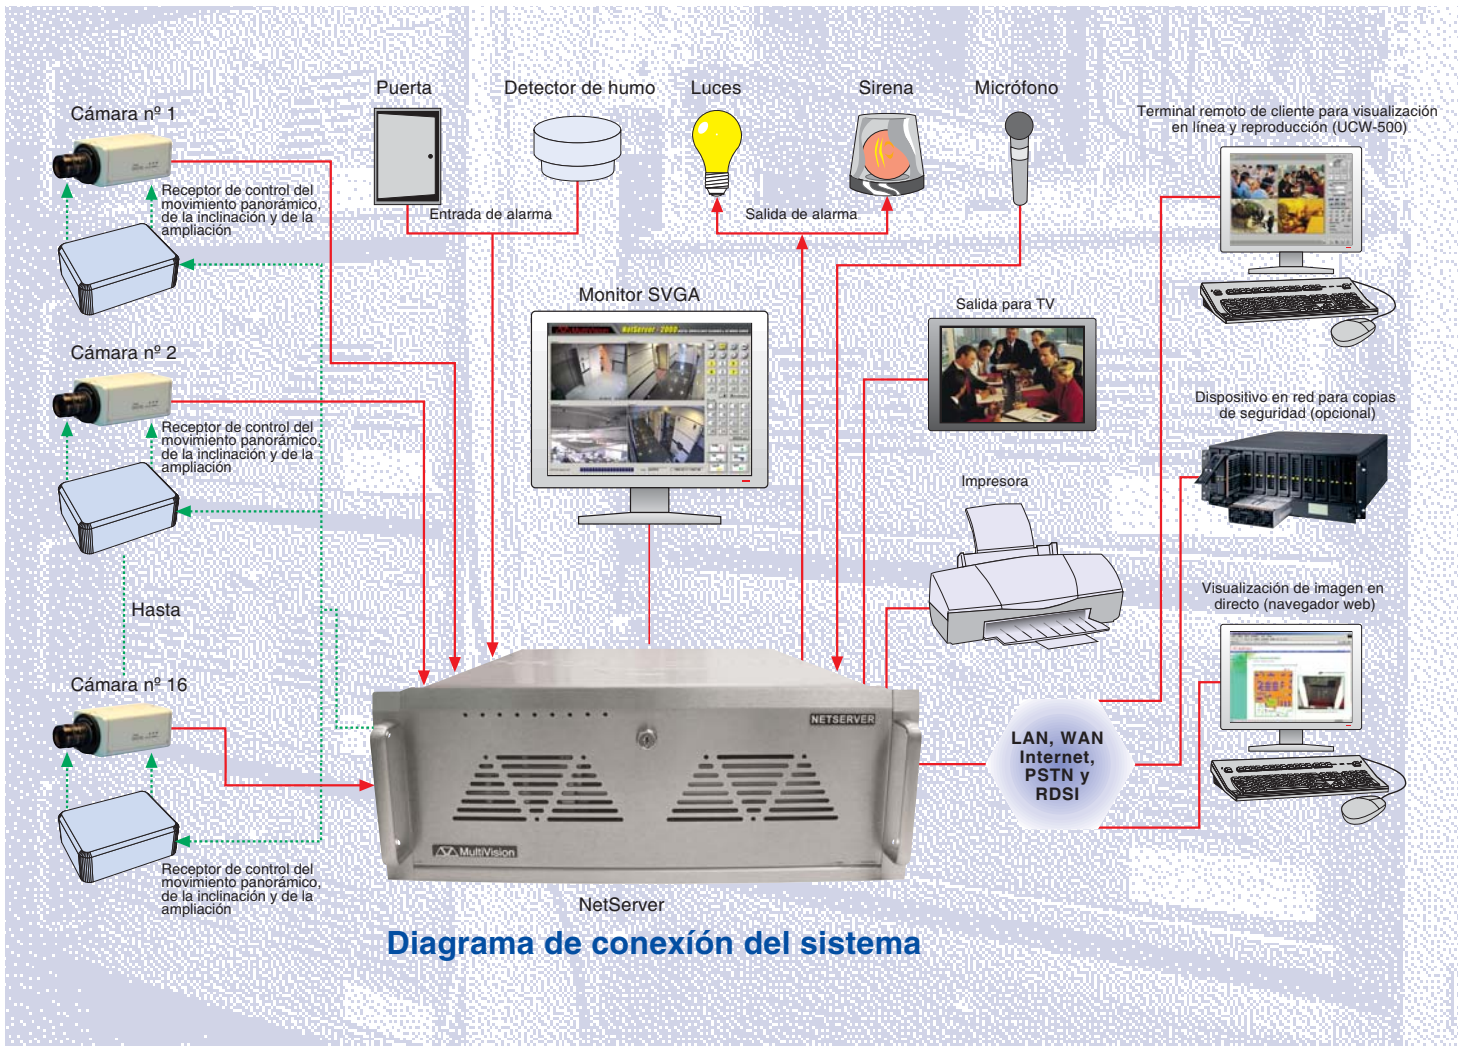 Puerta
Detector de humo
Luces
Sirena
Micrófono
Cámara nº 1
Terminal remoto de cliente para visualización
en línea y reproducción (UCW-500)
Receptor de control del
movimiento panorámico,
de la inclinación y de la
ampliación
Entrada de alarma
Salida de alarma
Monitor SVGA
Salida para TV
MultiVision
NetServer - 2000
Cámara nº 2
Dispositivo en red para copias
de seguridad (opcional)
Receptor de control del
movimiento panorámico,
de la inclinación y de la
ampliación
Impresora
Visualización de imagen en
directo (navegador web)
Hasta
Cámara nº 16
NETSERVER
LAN, WAN
Internet,
PSTN y
RDSI
MultiVision
Receptor de control del
movimiento panorámico,
de la inclinación y de la
ampliación
NetServer
Diagrama de conexíón del sistema